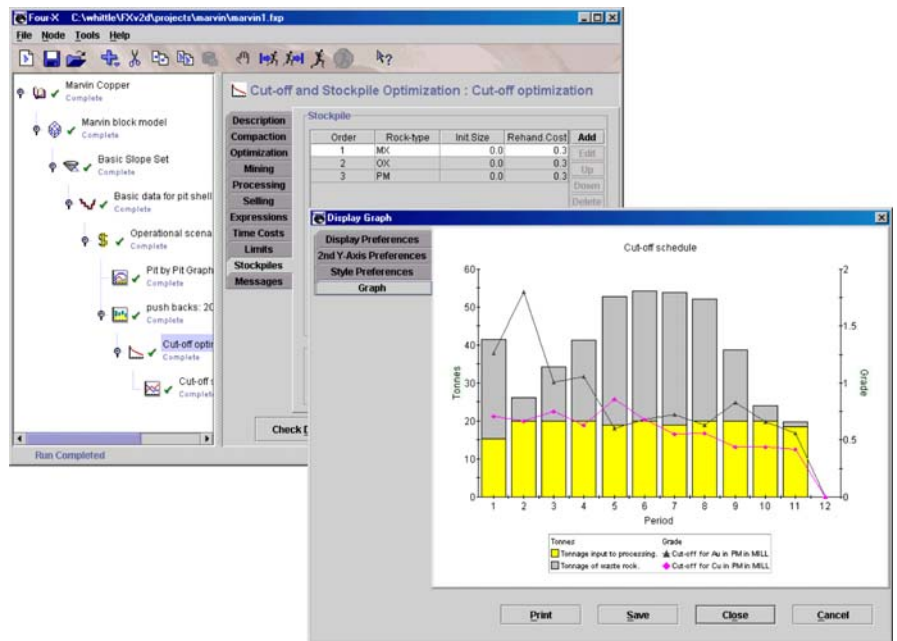 Four-X C:\whittle\FXv2d\projects\marvin\marvin1.fxp
File Node Tools Help
Marvin Copper
Complete
Marvin block model
Complete
Basic Slope Set
Complete
Basic data for pit shell
Complete
Operational scena
Complete
Pit by Pit Graph
Complete
push backs: 20
Complete
Cut-off optin
Complete
Cut-off s
Complet
Run Completed
Cut-off and Stockpile Optimization : Cut-off optimization
Description
Compaction
Optimization
Mining
Processing
Selling
Expressions
Time Costs
Limits
Stockpiles
Messages
Stockpile
Order Rock-type Init.Size Rehand.Cost
1 MX 0.0 0.3
2 OX 0.0 0.3
3 PM 0.0 0.3
Add
Edit
Up
Down
Delete
Check D
Display Graph
Display Preferences
2nd Y-Axis Preferences
Style Preferences
Graph
Cut-off schedule
Tonnes
60
50
40
30
20
10
0
2
1.5
1
0.5
0
Grade
1 2 3 4 5 6 7 8 9 10 11 12
Period
Tonnes Grade
Tonnage input to processing. Cut-off for Au in PM in MILL
Tonnage of waste rock. Cut-off for Cu in PM in MILL
Print Save Close Cancel